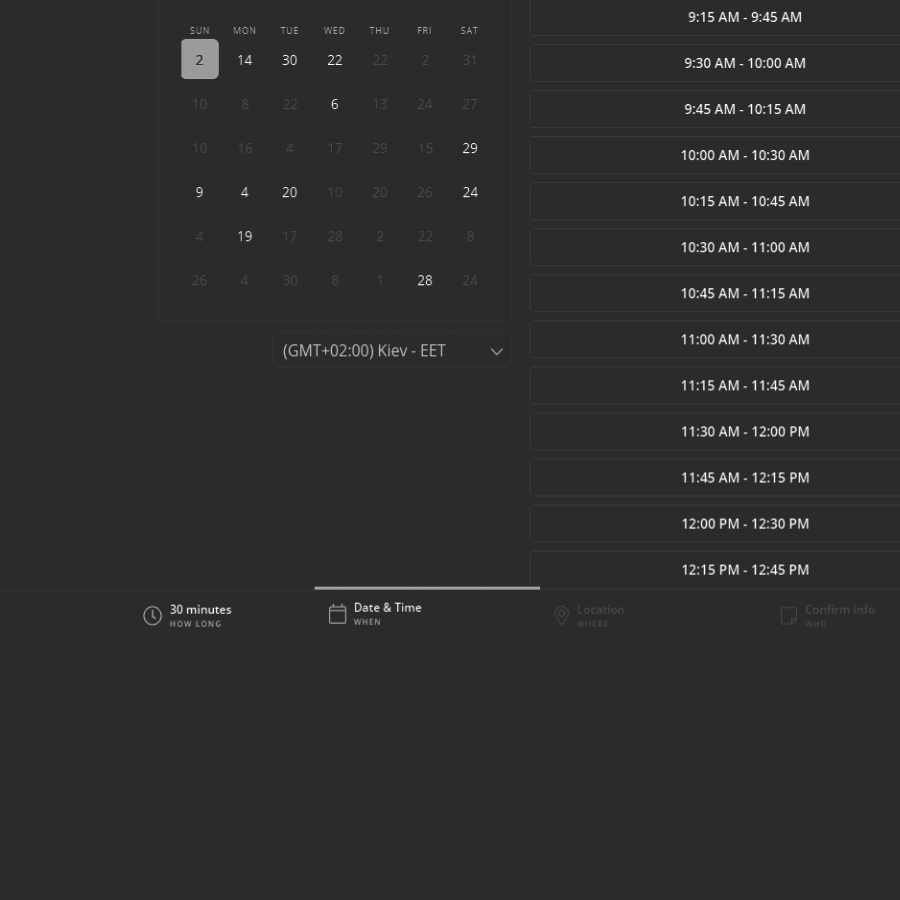 SUN MON TUE WED THU FRI SAT
2 14 30 22 22 2 31
10 8 22 6 13 24 27
10 16 4 17 29 15 29
9 4 20 10 20 26 24
4 19 17 28 2 22 8
26 4 30 8 1 28 24
(GMT+02:00) Kiev - EET
9:15 AM - 9:45 AM
9:30 AM - 10:00 AM
9:45 AM - 10:15 AM
10:00 AM - 10:30 AM
10:15 AM - 10:45 AM
10:30 AM - 11:00 AM
10:45 AM - 11:15 AM
11:00 AM - 11:30 AM
11:15 AM - 11:45 AM
11:30 AM - 12:00 PM
11:45 AM - 12:15 PM
12:00 PM - 12:30 PM
12:15 PM - 12:45 PM
30 minutes
HOW LONG
Date & Time
WHEN
Location
WHERE
Confirm Info
WHO